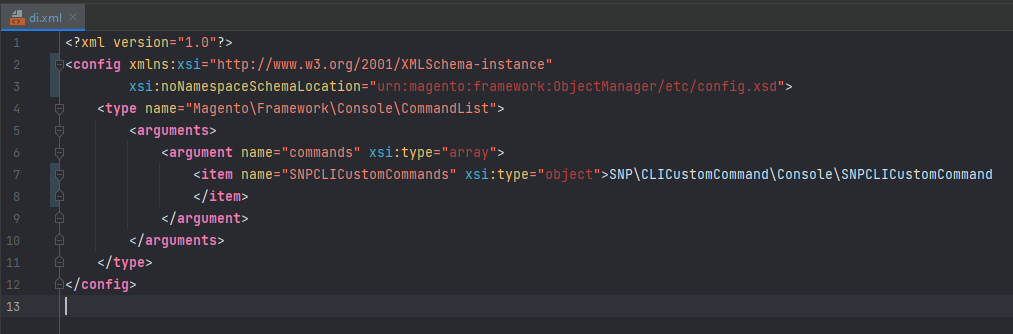 di.xml
1 <?xml version="1.0"?>
2 <config xmlns:xsi="http://www.w3.org/2001/XMLSchema-instance"
3         xsi:noNamespaceSchemaLocation="urn:magento:framework:ObjectManager/etc/config.xsd">
4     <type name="Magento\Framework\Console\CommandList">
5         <arguments>
6             <argument name="commands" xsi:type="array">
7                 <item name="SNPCLICustomCommands" xsi:type="object">SNP\CLICustomCommand\Console\SNPCLICustomCommand
8                 </item>
9             </argument>
10         </arguments>
11     </type>
12 </config>
13